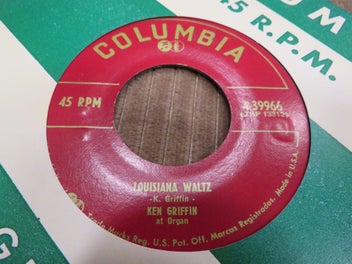 U M
45 R.P.M.
COLUMBIA
45 RPM
4-39966
LOUISIANA WALTZ
- K. Griffin -
KEN GRIFFIN
at Organ
Trade Marks Reg. U.S. Pat. Off. Marcas Registradas. Made in U.S.A.